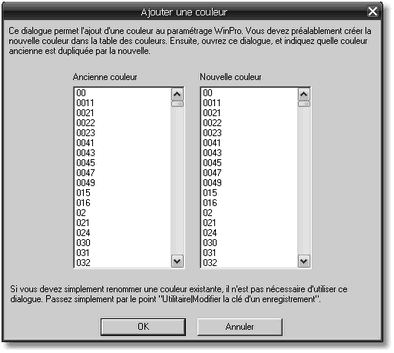 Ajouter une couleur
Ce dialogue permet l'ajout d'une couleur au paramétrage WinPro. Vous devez préalablement créer la
nouvelle couleur dans la table des couleurs. Ensuite, ouvrez ce dialogue, et indiquez quelle couleur
ancienne est dupliquée par la nouvelle.
Ancienne couleur Nouvelle couleur
00 00
0011 0011
0021 0021
0022 0022
0023 0023
0041 0041
0043 0043
0045 0045
0047 0047
0049 0049
015 015
016 016
02 02
021 021
024 024
030 030
031 031
032 032
Si vous devez simplement renommer une couleur existante, il n'est pas nécessaire d'utiliser ce
dialogue. Passez simplement par le point "Utilitaire|Modifier la clé d'un enregistrement".
OK Annuler